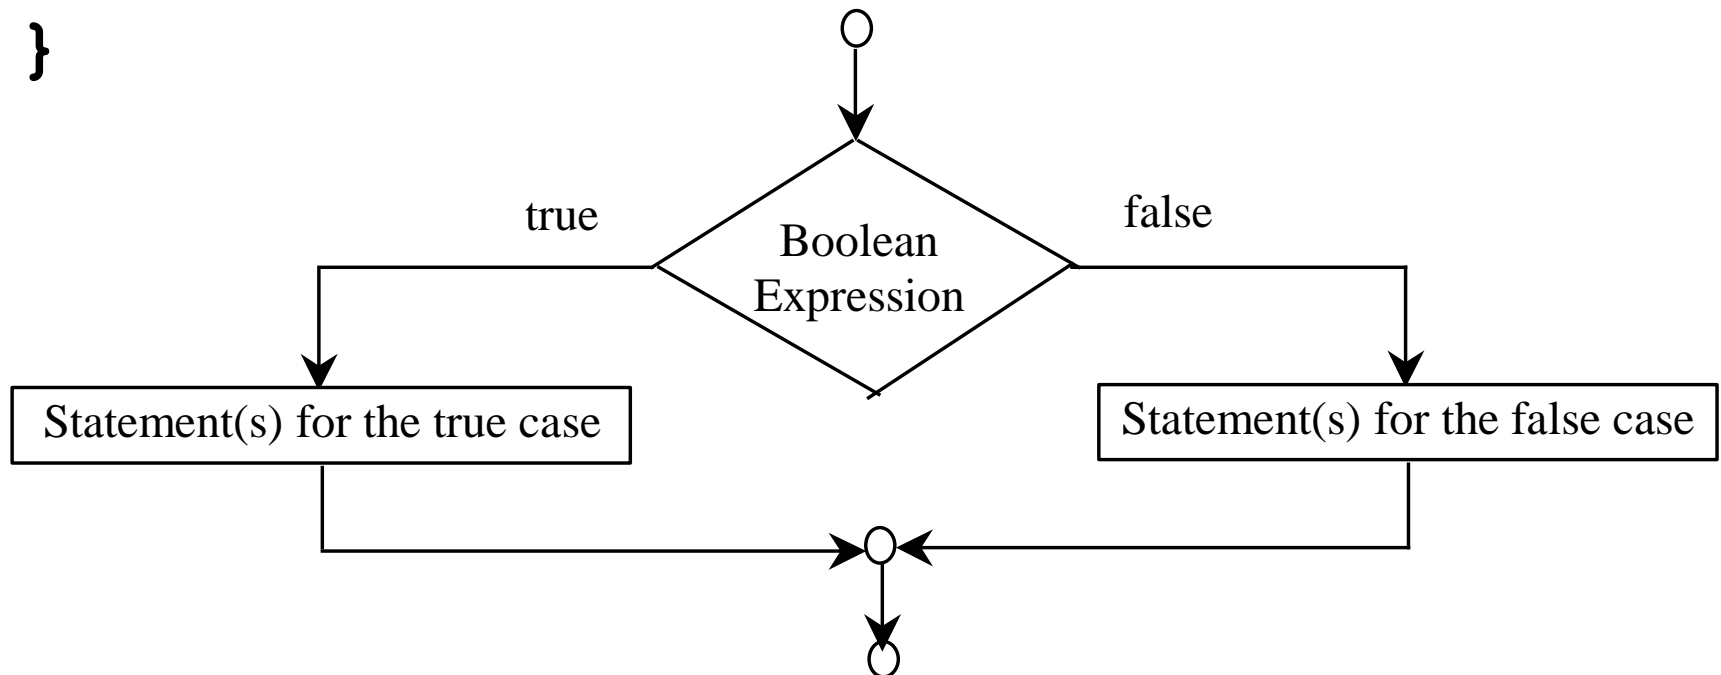 }
true
false
Boolean
Expression
Statement(s) for the true case
Statement(s) for the false case